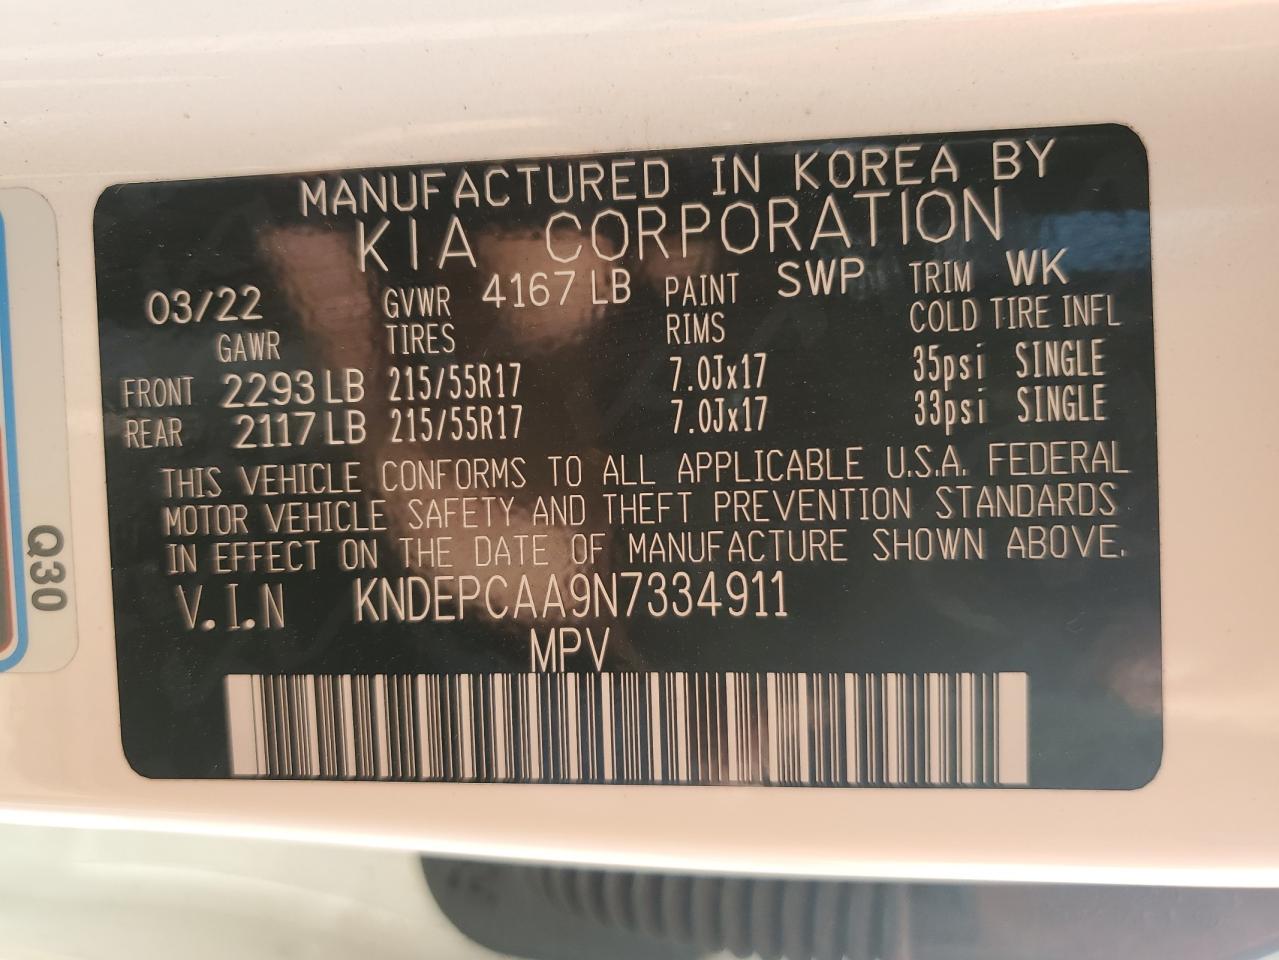 MANUFACTURED IN KOREA BY
KIA CORPORATION
03/22 GVWR 4167 LB PAINT SWP TRIM WK
GAWR TIRES RIMS COLD TIRE INFL
FRONT 2293 LB 215/55R17 7.0Jx17 35psi SINGLE
REAR 2117 LB 215/55R17 7.0Jx17 33psi SINGLE
THIS VEHICLE CONFORMS TO ALL APPLICABLE U.S.A. FEDERAL
MOTOR VEHICLE SAFETY AND THEFT PREVENTION STANDARDS
IN EFFECT ON THE DATE OF MANUFACTURE SHOWN ABOVE.
V.I.N KNDEPCAA9N7334911
MPV
Q30